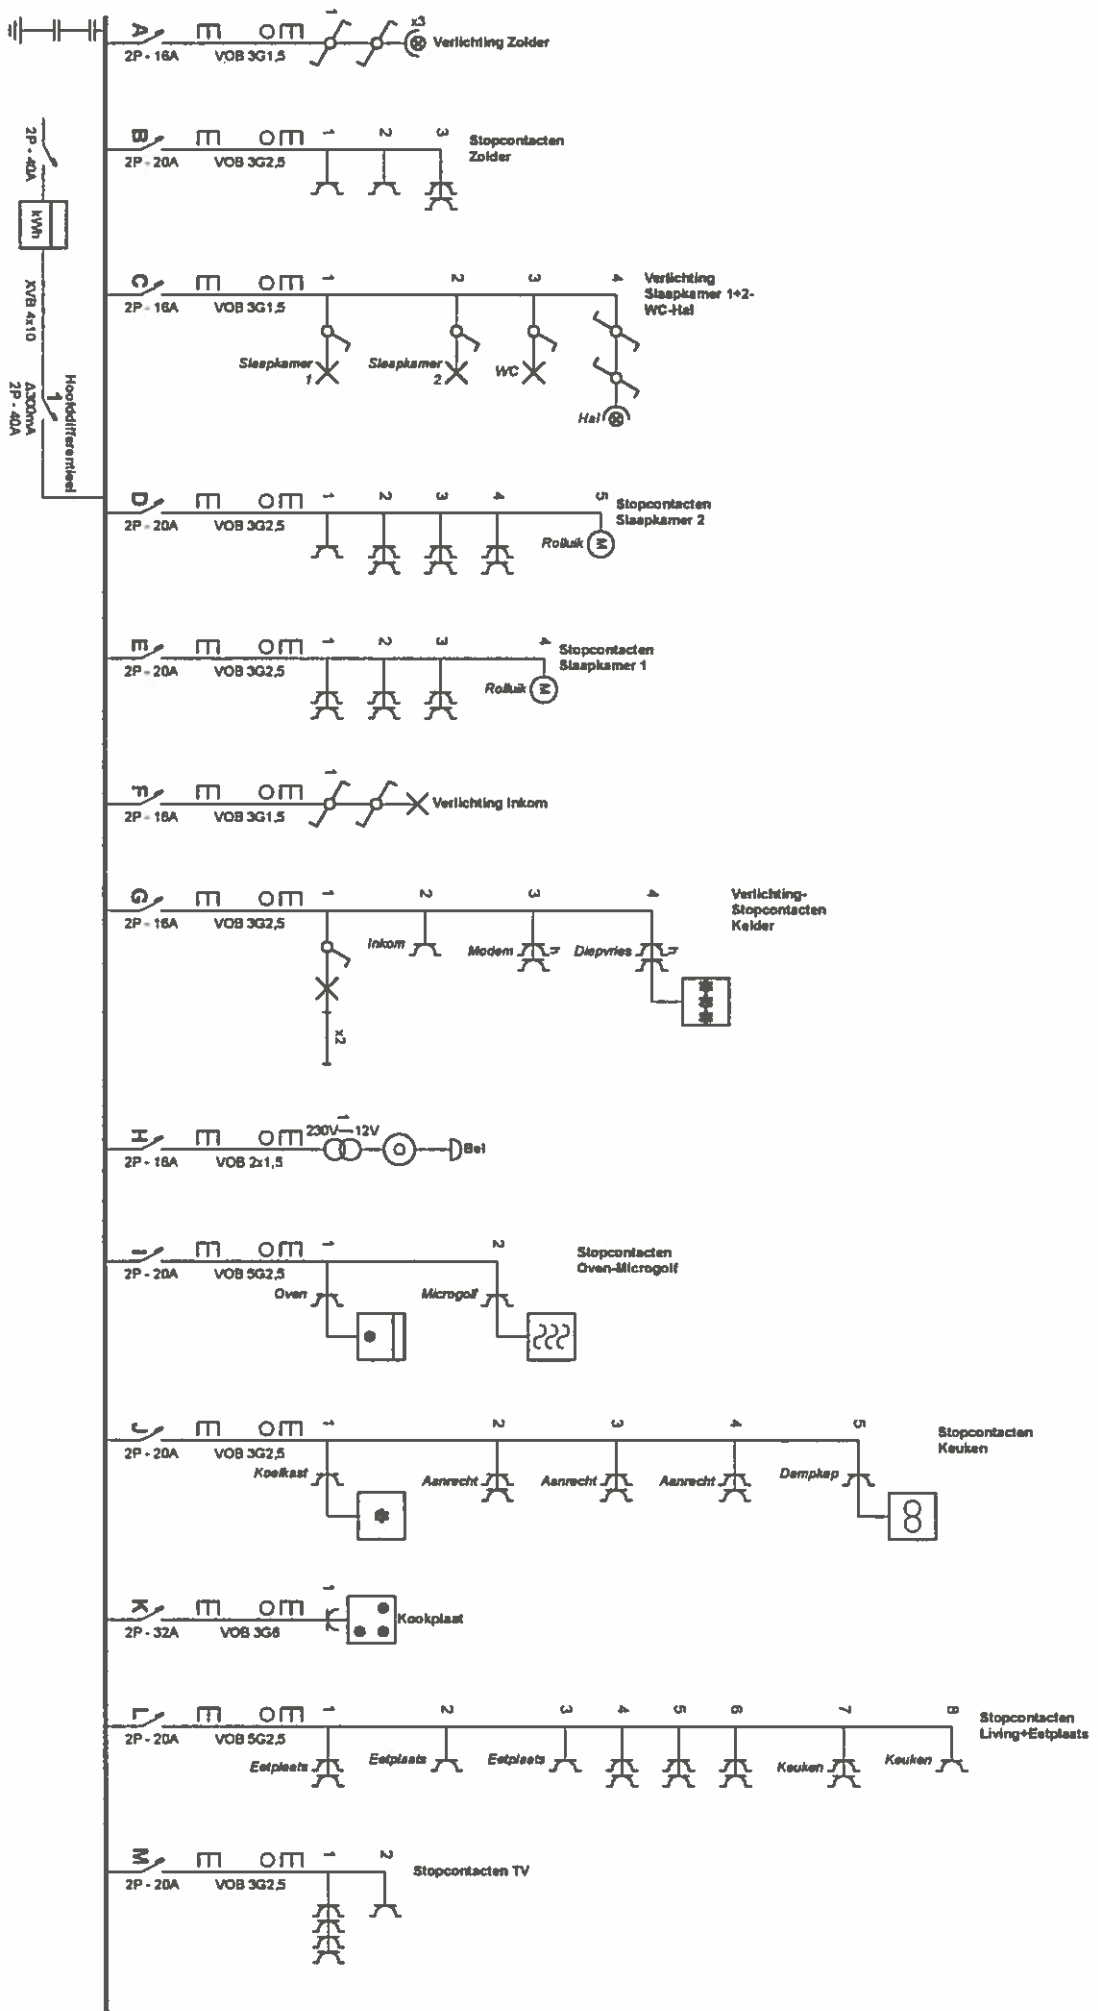 A
2P - 16A
VOB 3G1,5
1
x3
Verlichting Zolder
2P - 40A
kWh
XVB 4x10
Hoofddifferentieel
1
Δ300mA
2P - 40A
B
2P - 20A
VOB 3G2,5
1
2
3
Stopcontacten
Zolder
C
2P - 16A
VOB 3G1,5
1
2
3
4
Verlichting
Slaapkamer 1+2-
WC-Hal
Slaapkamer
1
Slaapkamer
2
WC
Hal
D
2P - 20A
VOB 3G2,5
1
2
3
4
5
Stopcontacten
Slaapkamer 2
Rolluik
M
E
2P - 20A
VOB 3G2,5
1
2
3
4
Stopcontacten
Slaapkamer 1
Rolluik
M
F
2P - 16A
VOB 3G1,5
1
Verlichting Inkom
G
2P - 16A
VOB 3G2,5
1
2
3
4
Verlichting-
Stopcontacten
Kelder
Inkom
Modem
h
Diepvries
h
x2
H
2P - 16A
VOB 2x1,5
1
230V—12V
Bel
I
2P - 20A
VOB 5G2,5
1
2
Stopcontacten
Oven-Microgolf
Oven
Microgolf
J
2P - 20A
VOB 3G2,5
1
2
3
4
5
Stopcontacten
Keuken
Koelkast
Aanrecht
Aanrecht
Aanrecht
Dampkap
K
2P - 32A
VOB 3G6
1
Kookplaat
L
2P - 20A
VOB 5G2,5
1
2
3
4
5
6
7
8
Stopcontacten
Living+Eetplaats
Eetplaats
Eetplaats
Eetplaats
Keuken
Keuken
M
2P - 20A
VOB 3G2,5
1
2
Stopcontacten TV